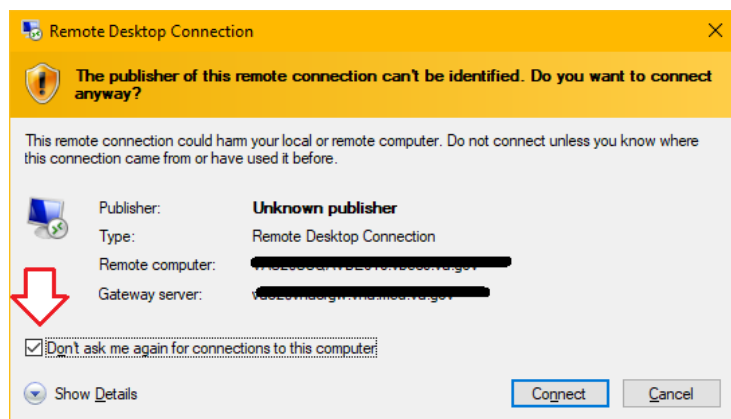 Remote Desktop Connection
The publisher of this remote connection can't be identified. Do you want to connect
anyway?
This remote connection could harm your local or remote computer. Do not connect unless you know where
this connection came from or have used it before.
Publisher: Unknown publisher
Type: Remote Desktop Connection
Remote computer:
Gateway server:
Don't ask me again for connections to this computer
Show Details
Connect Cancel